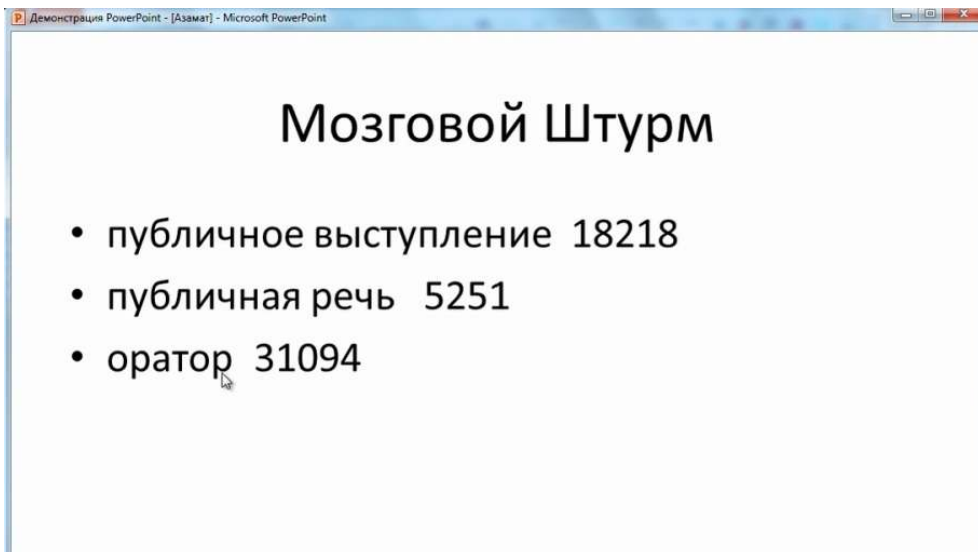 Демонстрация PowerPoint - [Азамат] - Microsoft PowerPoint
Мозговой Штурм
• публичное выступление 18218
• публичная речь 5251
• оратор 31094